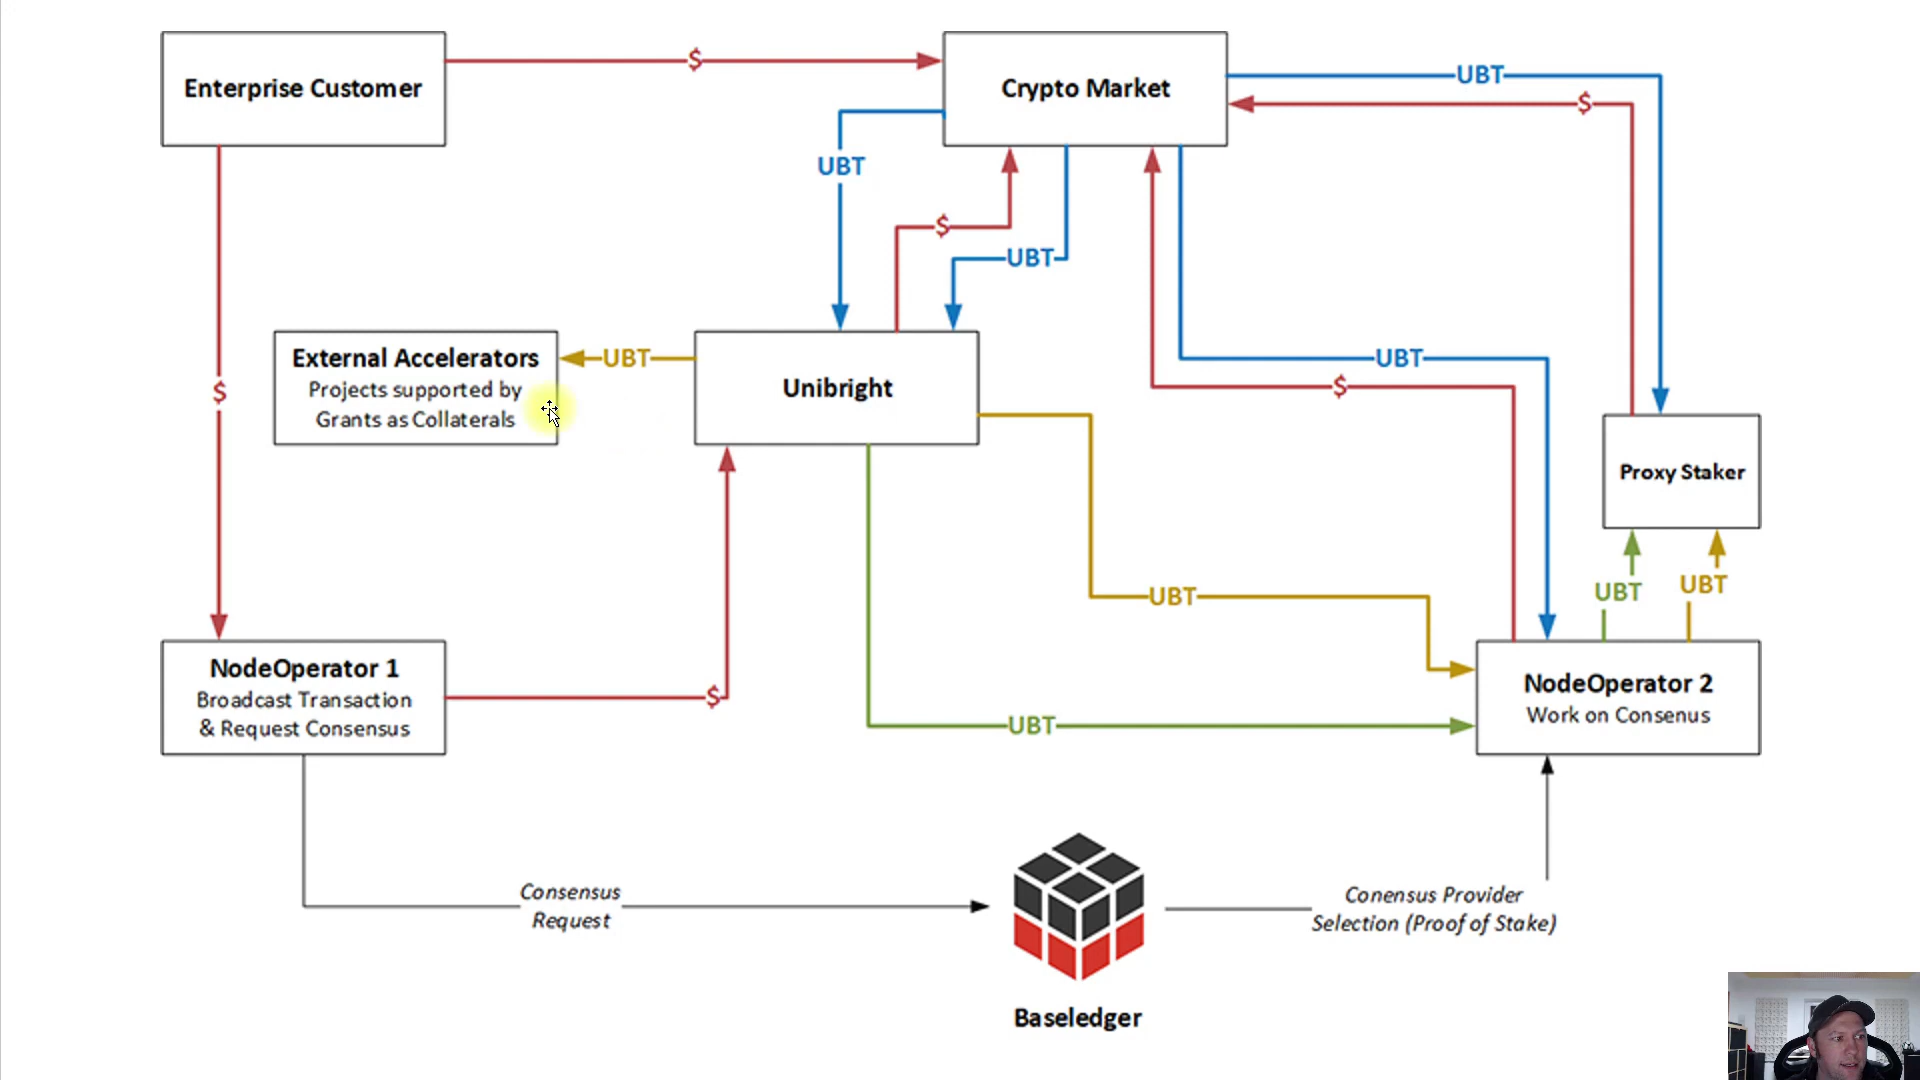 Enterprise Customer
$
Crypto Market
UBT
$
UBT
$
UBT
External Accelerators
Projects supported by
Grants as Collaterals
UBT
Unibright
UBT
$
$
Proxy Staker
UBT
UBT
UBT
NodeOperator 1
Broadcast Transaction
& Request Consensus
$
UBT
NodeOperator 2
Work on Consenus
Consensus
Request
Conensus Provider
Selection (Proof of Stake)
Baseledger